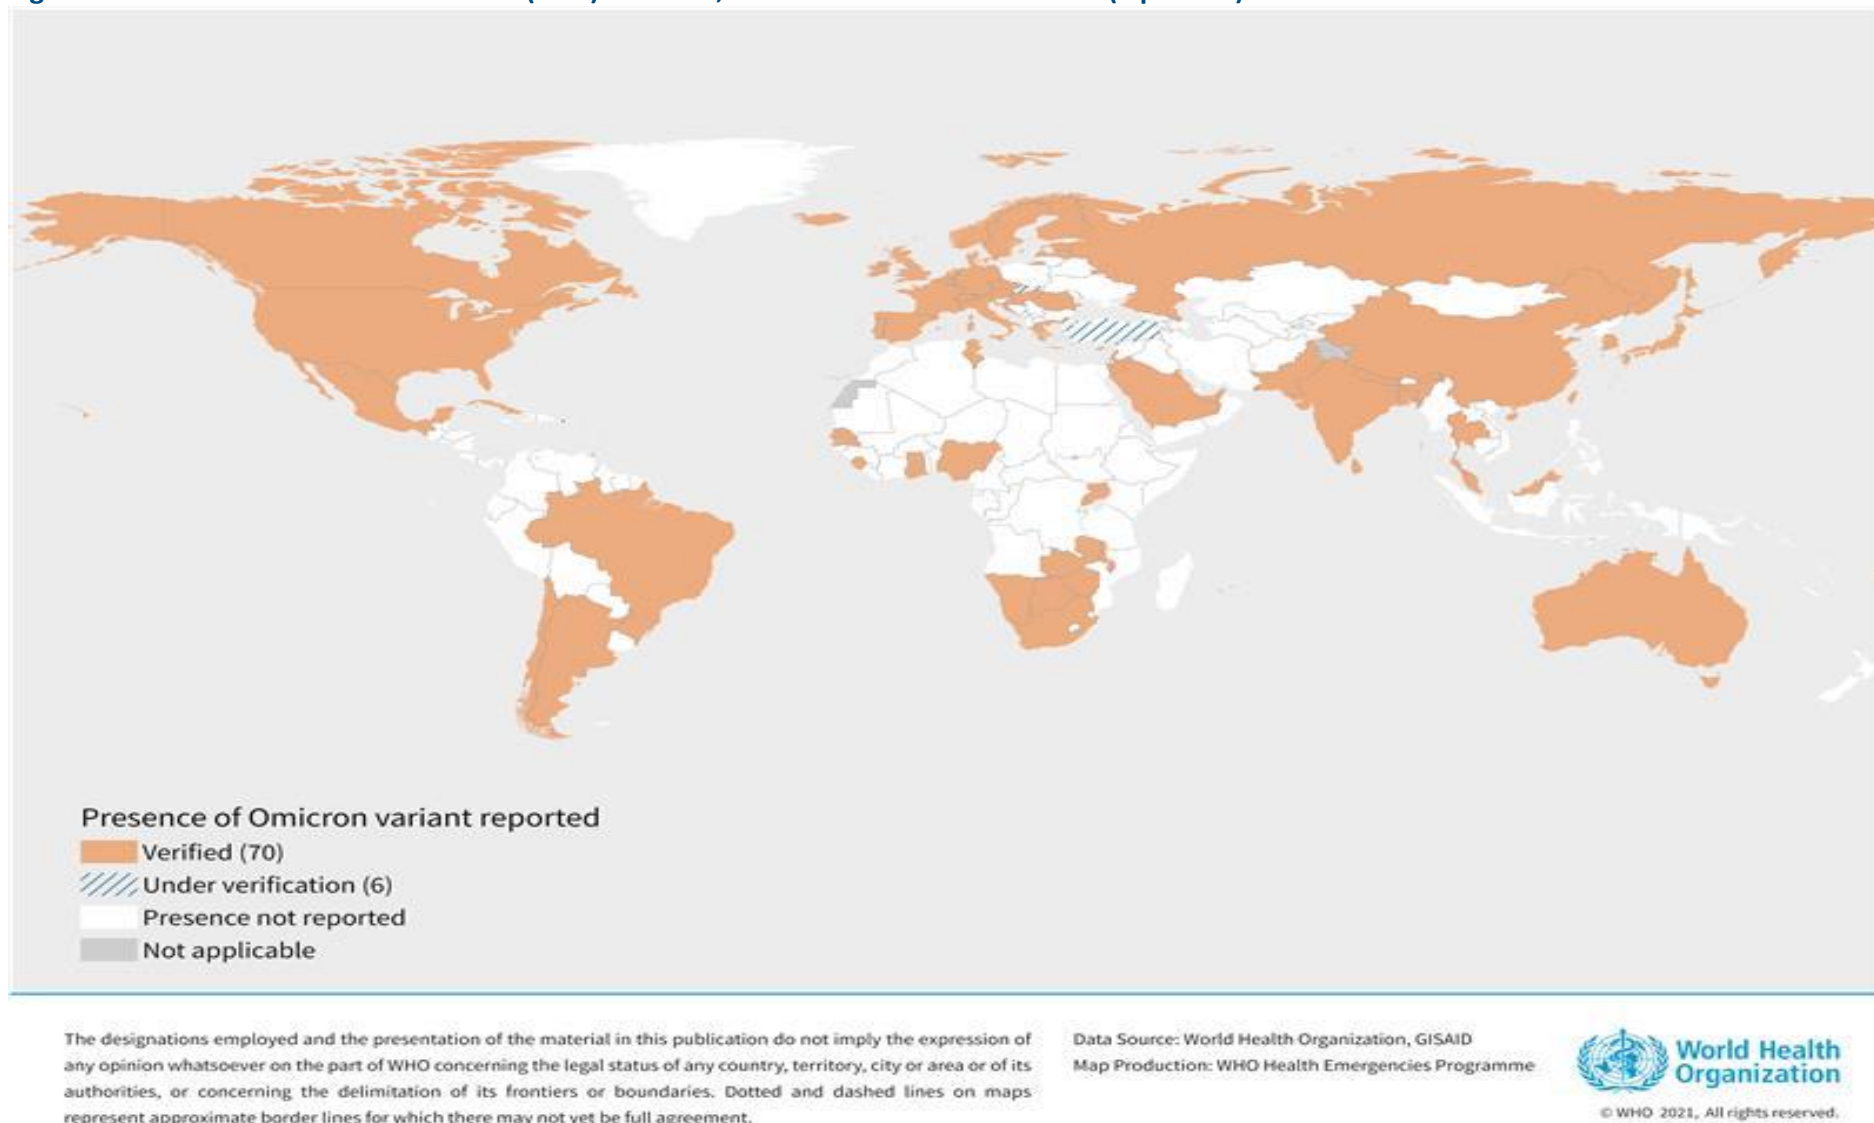 Presence of Omicron variant reported
Verified (70)
Under verification (6)
Presence not reported
Not applicable
The designations employed and the presentation of the material in this publication do not imply the expression of
any opinion whatsoever on the part of WHO concerning the legal status of any country, territory, city or area or of its
authorities, or concerning the delimitation of its frontiers or boundaries. Dotted and dashed lines on maps
represent approximate border lines for which there may not yet be full agreement.
Data Source: World Health Organization, GISAID
Map Production: WHO Health Emergencies Programme
World Health
Organization
© WHO 2021, All rights reserved.